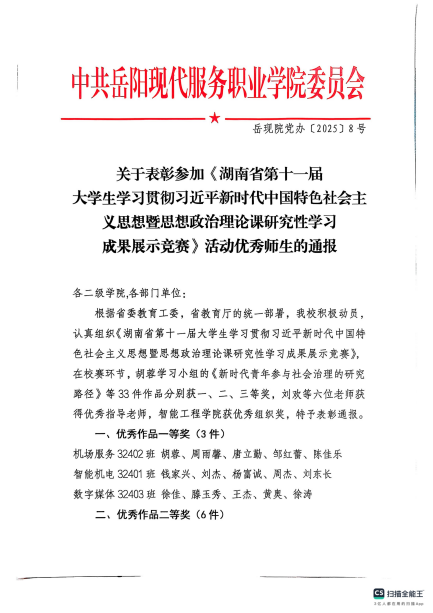 中共岳阳现代服务职业学院委员会
岳现院党办〔2025〕8号
关于表彰参加《湖南省第十一届
大学生学习贯彻习近平新时代中国特色社会主
义思想暨思想政治理论课研究性学习
成果展示竞赛》活动优秀师生的通报
各二级学院,各部门单位:
根据省委教育工委，省教育厅的统一部署，我校积极动员，
认真组织《湖南省第十一届大学生学习贯彻习近平新时代中国特
色社会主义思想暨思想政治理论课研究性学习成果展示竞赛》，
在校赛环节，胡蓉学习小组的《新时代青年参与社会治理的研究
路径》等33件作品分别获一、二、三等奖，刘欢等六位老师获
得优秀指导老师，智能工程学院获优秀组织奖，特予表彰通报。
一、优秀作品一等奖（3件）
机场服务32402班 胡蓉、周雨馨、唐立勤、邹红蕾、陈佳乐
智能机电32401班 钱家兴、刘杰、杨富诚、周杰、刘东长
数字媒体32403班 徐佳、滕玉秀、王杰、黄奥、徐涛
二、优秀作品二等奖（6件）
CS 扫描全能王
3亿人都在用的扫描App